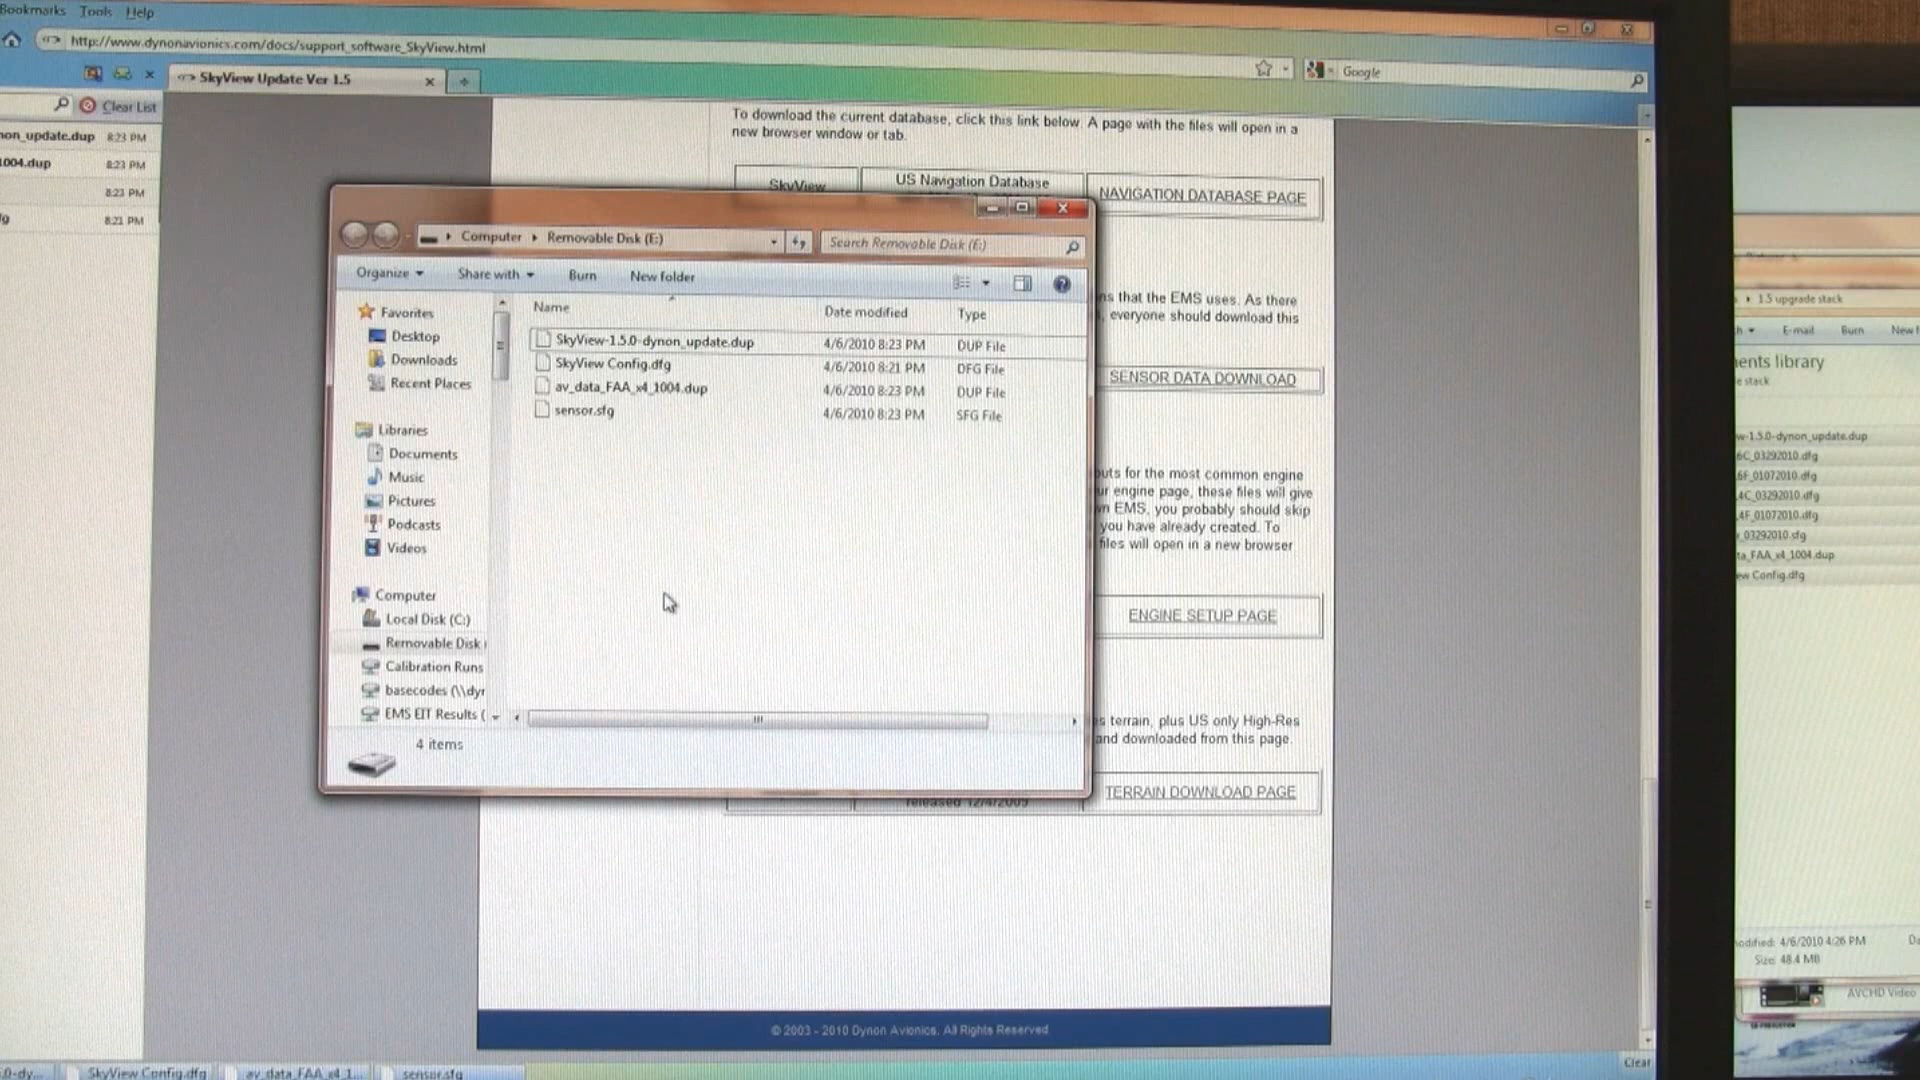 Bookmarks Tools Help
http://www.dynonavionics.com/docs/support_software_SkyView.html
Google
SkyView Update Ver 1.5
Clear List
non_update.dup 8:23 PM
1004.dup 8:23 PM
8:23 PM
8:21 PM
To download the current database, click this link below. A page with the files will open in a
new browser window or tab.
SkyView
US Navigation Database
NAVIGATION DATABASE PAGE
Computer Removable Disk (E:)
Search Removable Disk (E:)
Organize Share with Burn New folder
Favorites
Desktop
Downloads
Recent Places
Libraries
Documents
Music
Pictures
Podcasts
Videos
Computer
Local Disk (C:)
Removable Disk
Calibration Runs
basecodes (\\dyr
EMS EIT Results (
Name Date modified Type
SkyView-1.5.0-dynon_update.dup 4/6/2010 8:23 PM DUP File
SkyView Config.dfg 4/6/2010 8:21 PM DFG File
av_data_FAA_x4_1004.dup 4/6/2010 8:23 PM DUP File
sensor.sfg 4/6/2010 8:23 PM SFG File
4 items
ns that the EMS uses. As there
, everyone should download this
SENSOR DATA DOWNLOAD
outs for the most common engine
ur engine page, these files will give
wn EMS, you probably should skip
you have already created. To
files will open in a new browser
ENGINE SETUP PAGE
es terrain, plus US only High-Res
and downloaded from this page.
released 12/4/2009
TERRAIN DOWNLOAD PAGE
© 2003 - 2010 Dynon Avionics. All Rights Reserved
.0-dy... SkyView Config.dfg av_data_FAA_x4_1... sensor.sfg
Clear
1.5 upgrade stack
E-mail Burn New f
ents library
e stack
w-1.5.0-dynon_update.dup
6C_03292010.dfg
6F_01072010.dfg
4C_03292010.dfg
4F_01072010.dfg
_03292010.sfg
ta_FAA_x4_1004.dup
ew Config.dfg
odified: 4/6/2010 4:26 PM
Size: 48.4 MB
AVCHD Video